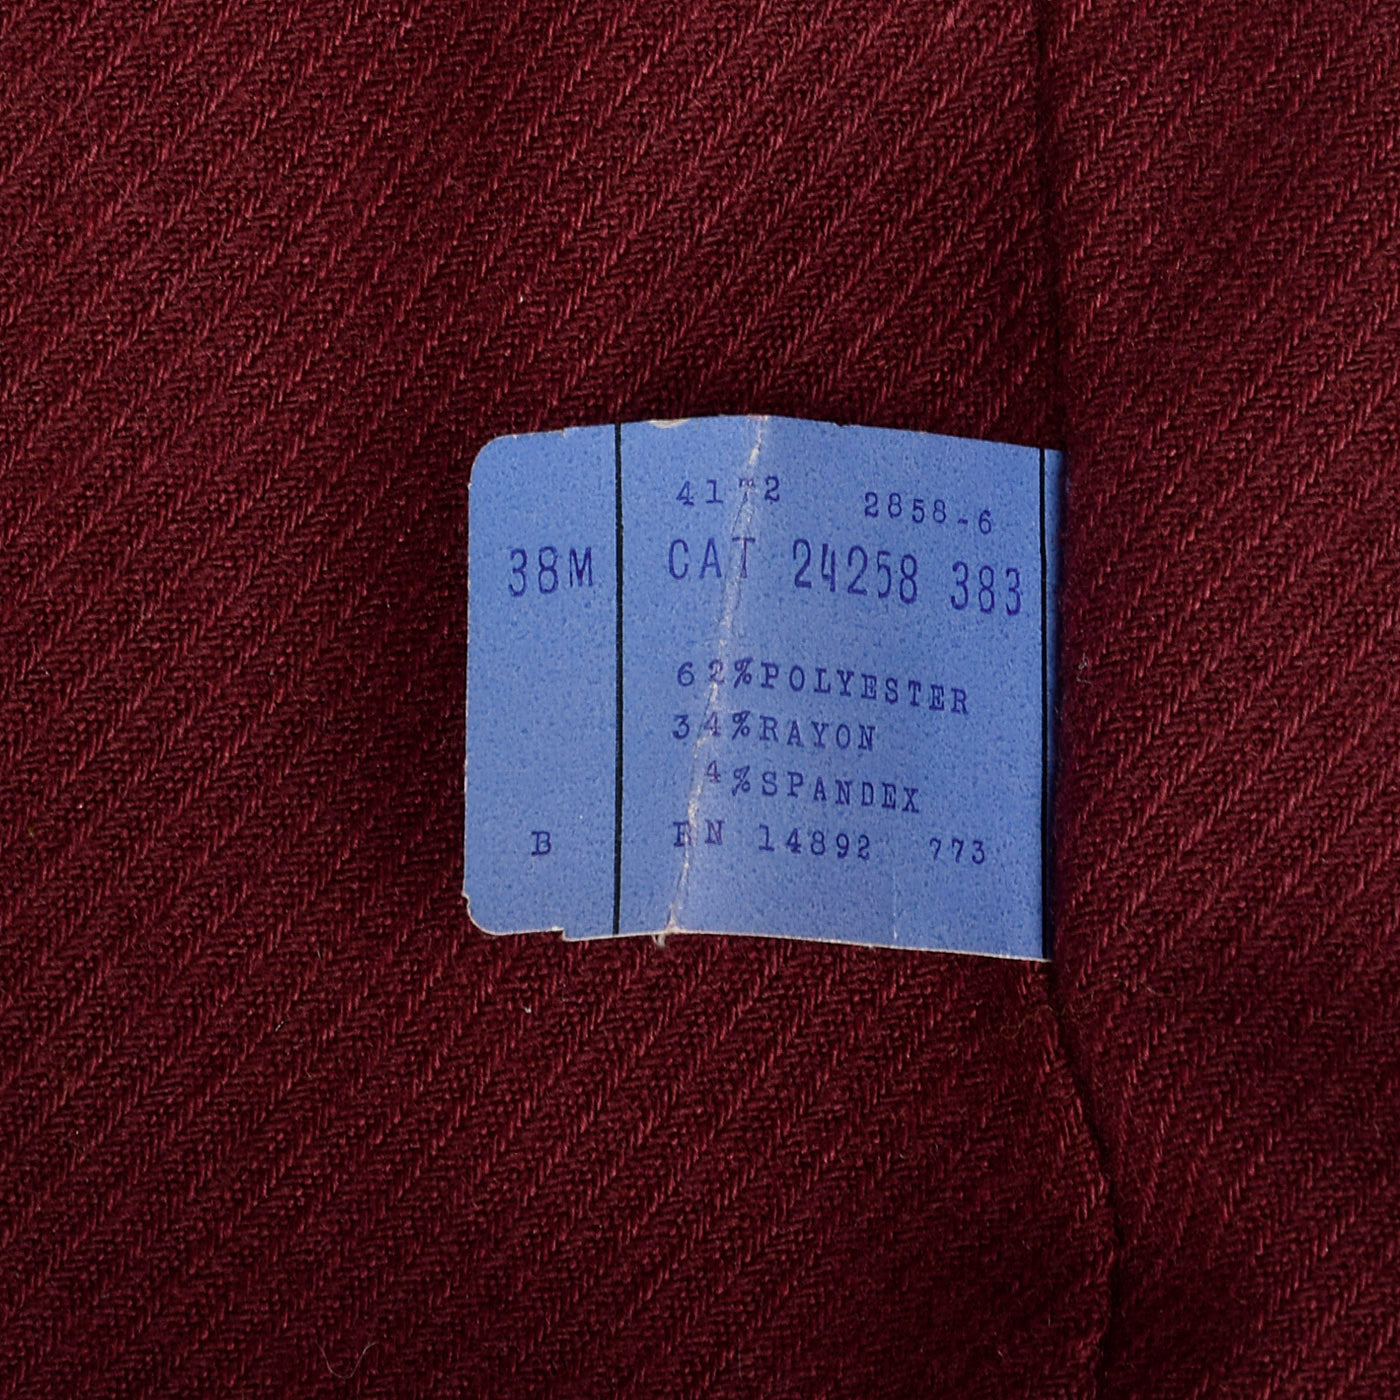 4172 2858-6
38M CAT 24258 383
62%POLYESTER
34%RAYON
4%SPANDEX
B RN 14892 773